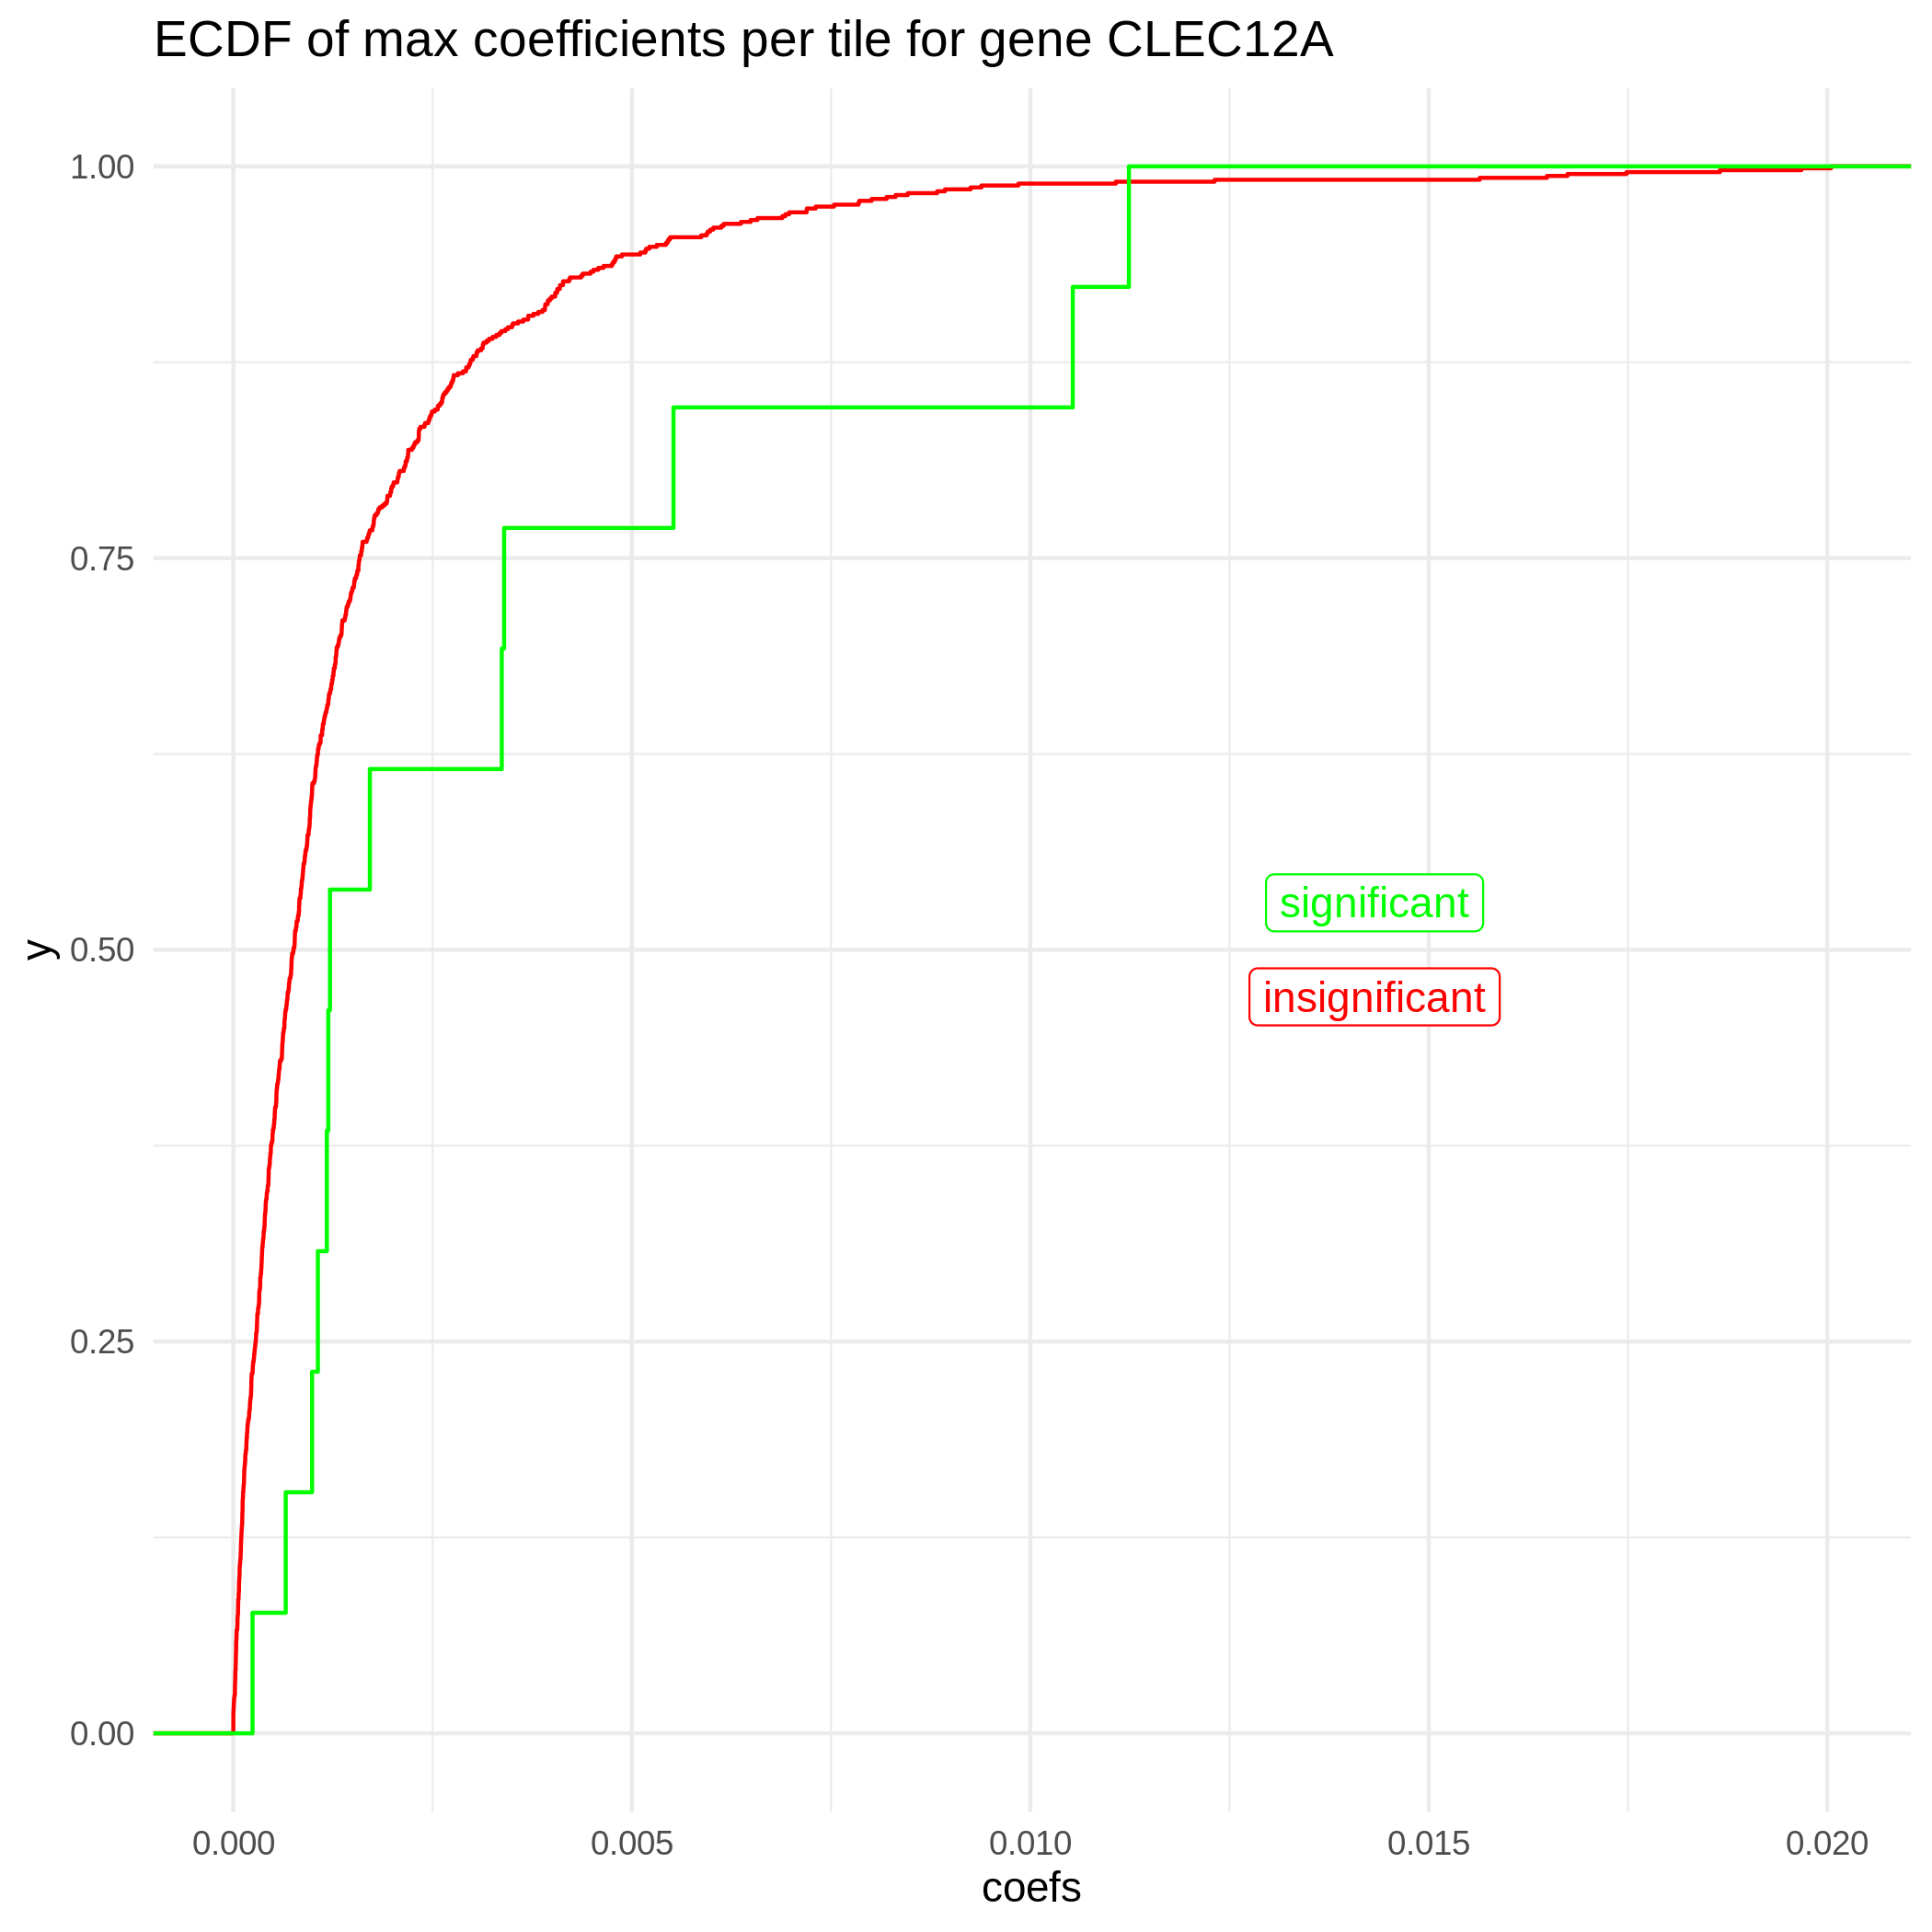 ECDF of max coefficients per tile for gene CLEC12A
1.00
0.75
0.50
0.25
0.00
y
significant
insignificant
0.000 0.005 0.010 0.015 0.020
coefs